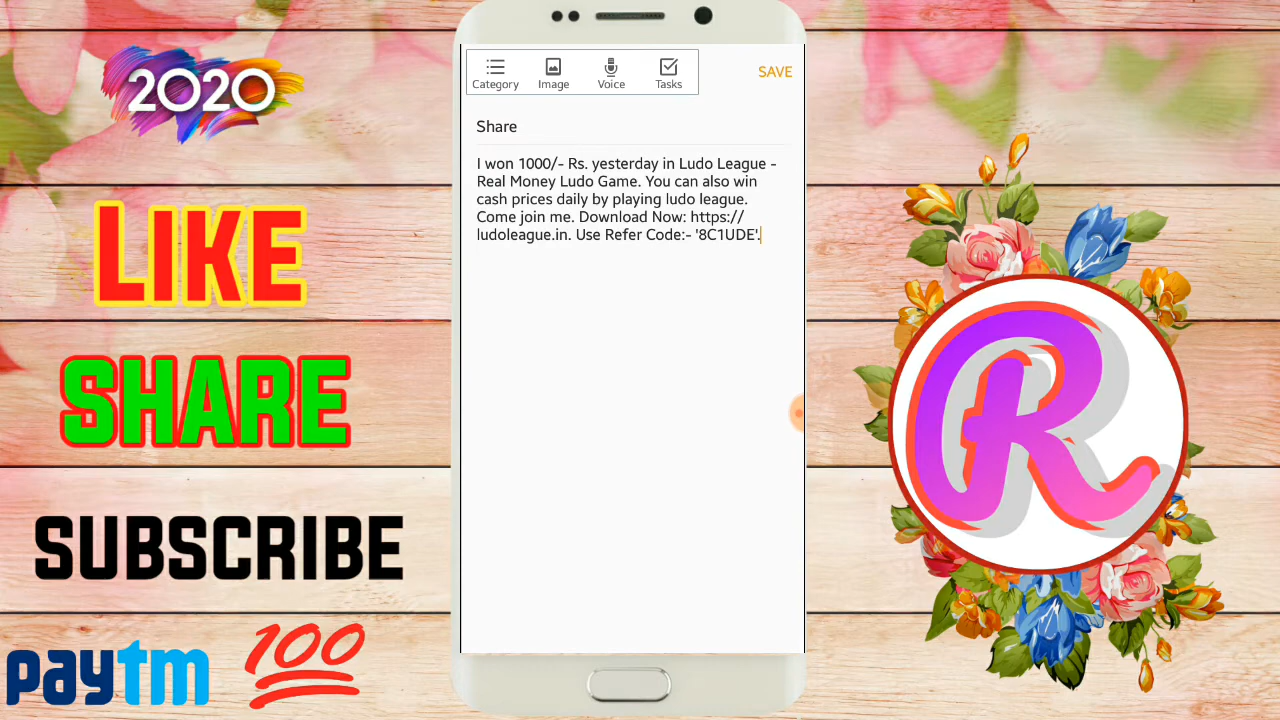 2020
LIKE
SHARE
SUBSCRIBE
paytm
100
Category Image Voice Tasks
SAVE
Share
I won 1000/- Rs. yesterday in Ludo League -
Real Money Ludo Game. You can also win
cash prices daily by playing ludo league.
Come join me. Download Now: https://
ludoleague.in. Use Refer Code:- '8C1UDE'.
R